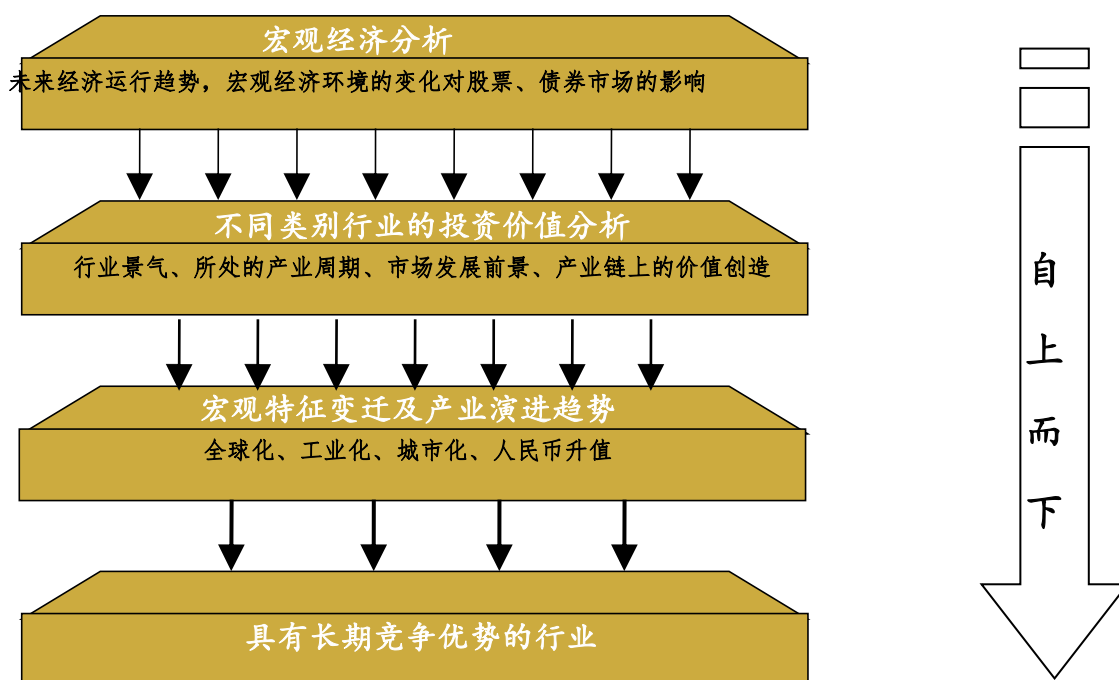 宏观经济分析
未来经济运行趋势，宏观经济环境的变化对股票、债券市场的影响
不同类别行业的投资价值分析
行业景气、所处的产业周期、市场发展前景、产业链上的价值创造
宏观特征变迁及产业演进趋势
全球化、工业化、城市化、人民币升值
具有长期竞争优势的行业
自
上
而
下